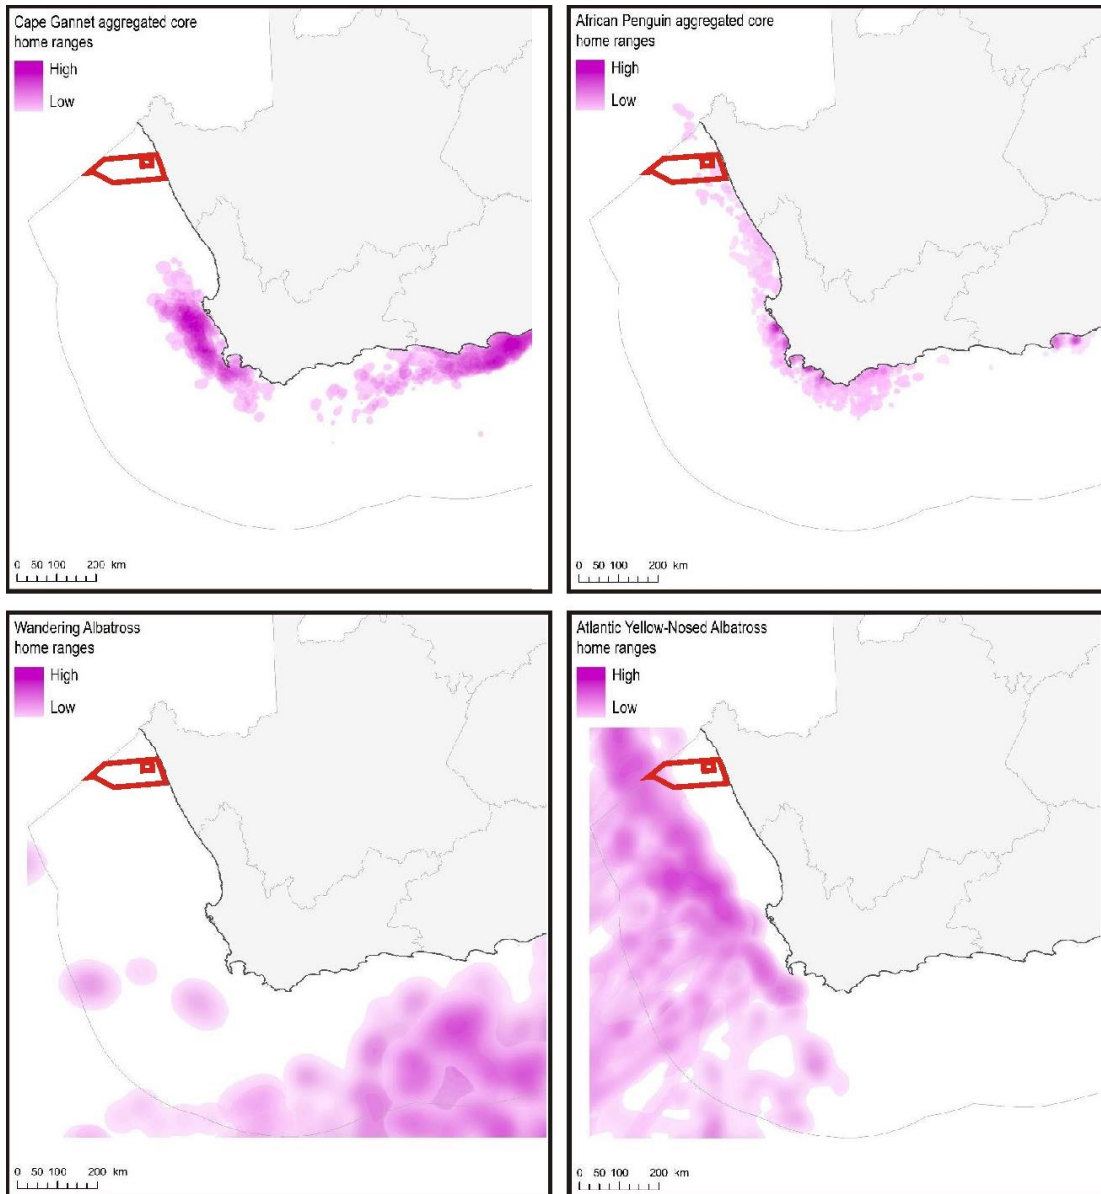 Cape Gannet aggregated core
home ranges
High
Low
0 50 100 200 km
African Penguin aggregated core
home ranges
High
Low
0 50 100 200 km
Wandering Albatross
home ranges
High
Low
0 50 100 200 km
Atlantic Yellow-Nosed Albatross
home ranges
High
Low
0 50 100 200 km